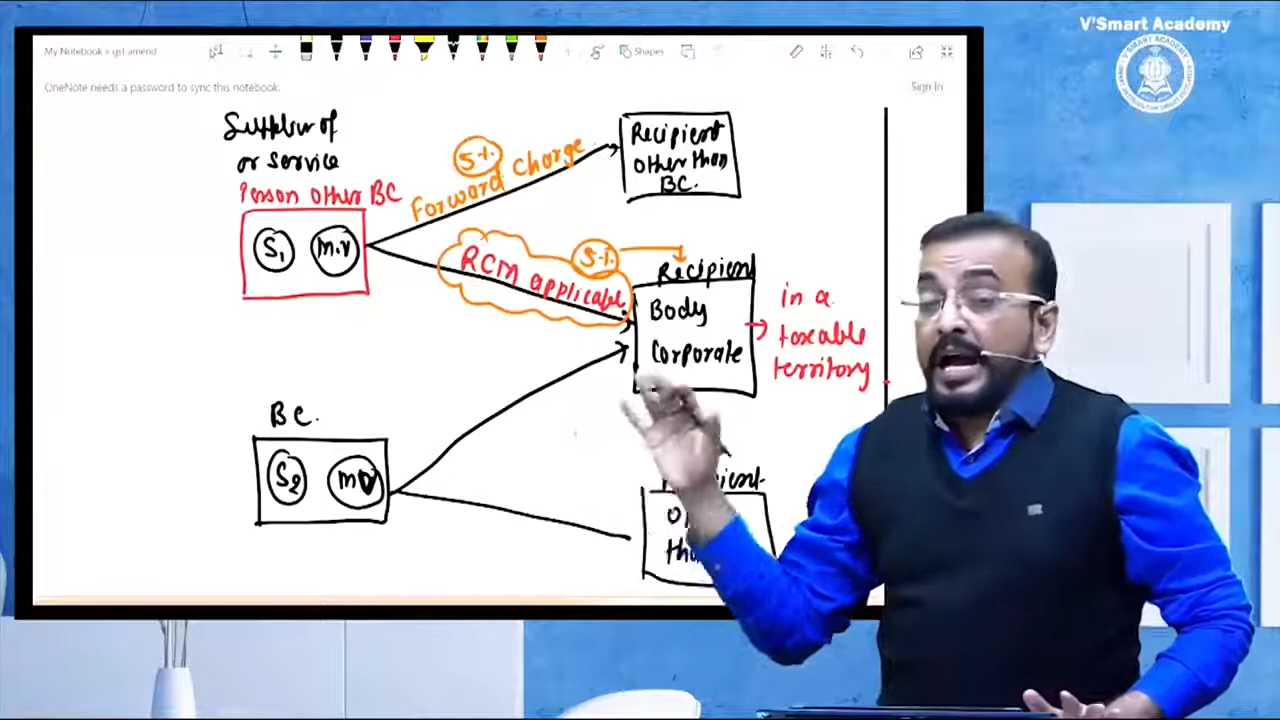 V'Smart Academy
My Notebook » gst amend
Shapes
OneNote needs a password to sync this notebook.
Sign In
or service
Person other BC
S1 M.V
5%
Forward charge
Recipient
other than
BC.
RCM applicable
5%
Recipient
Body
Corporate
in a
taxable
territory
BC.
S2 MV